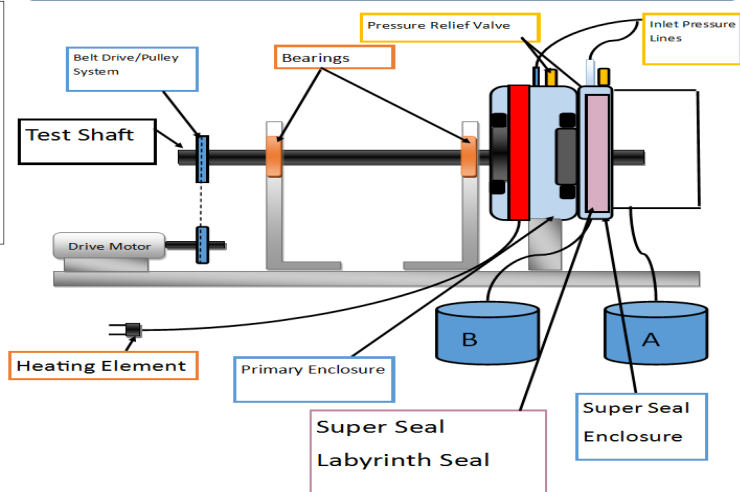 Pressure Relief Valve
Inlet Pressure
Lines
Belt Drive/Pulley
System
Bearings
Test Shaft
Drive Motor
B
A
Heating Element
Primary Enclosure
Super Seal
Enclosure
Super Seal
Labyrinth Seal